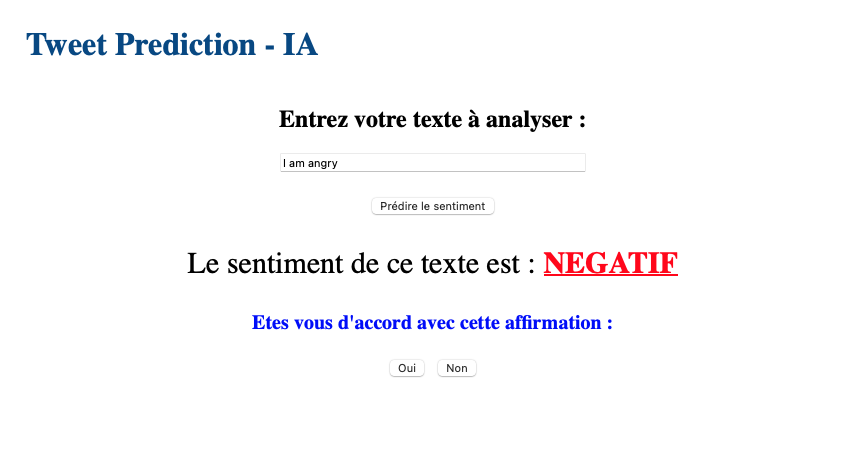 Tweet Prediction - IA
Entrez votre texte à analyser :
I am angry
Prédire le sentiment
Le sentiment de ce texte est : NEGATIF
Etes vous d'accord avec cette affirmation :
Oui Non